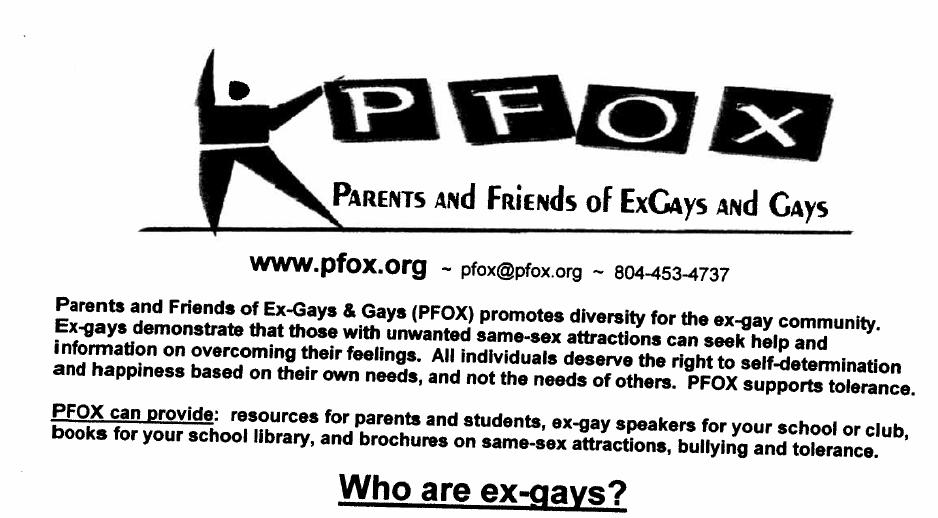 PFOX
PARENTS ANd FRiENds of ExGAys ANd GAys
www.pfox.org ~ pfox@pfox.org ~ 804-453-4737
Parents and Friends of Ex-Gays & Gays (PFOX) promotes diversity for the ex-gay community.
Ex-gays demonstrate that those with unwanted same-sex attractions can seek help and
information on overcoming their feelings. All individuals deserve the right to self-determination
and happiness based on their own needs, and not the needs of others. PFOX supports tolerance.
PFOX can provide: resources for parents and students, ex-gay speakers for your school or club,
books for your school library, and brochures on same-sex attractions, bullying and tolerance.
Who are ex-gays?